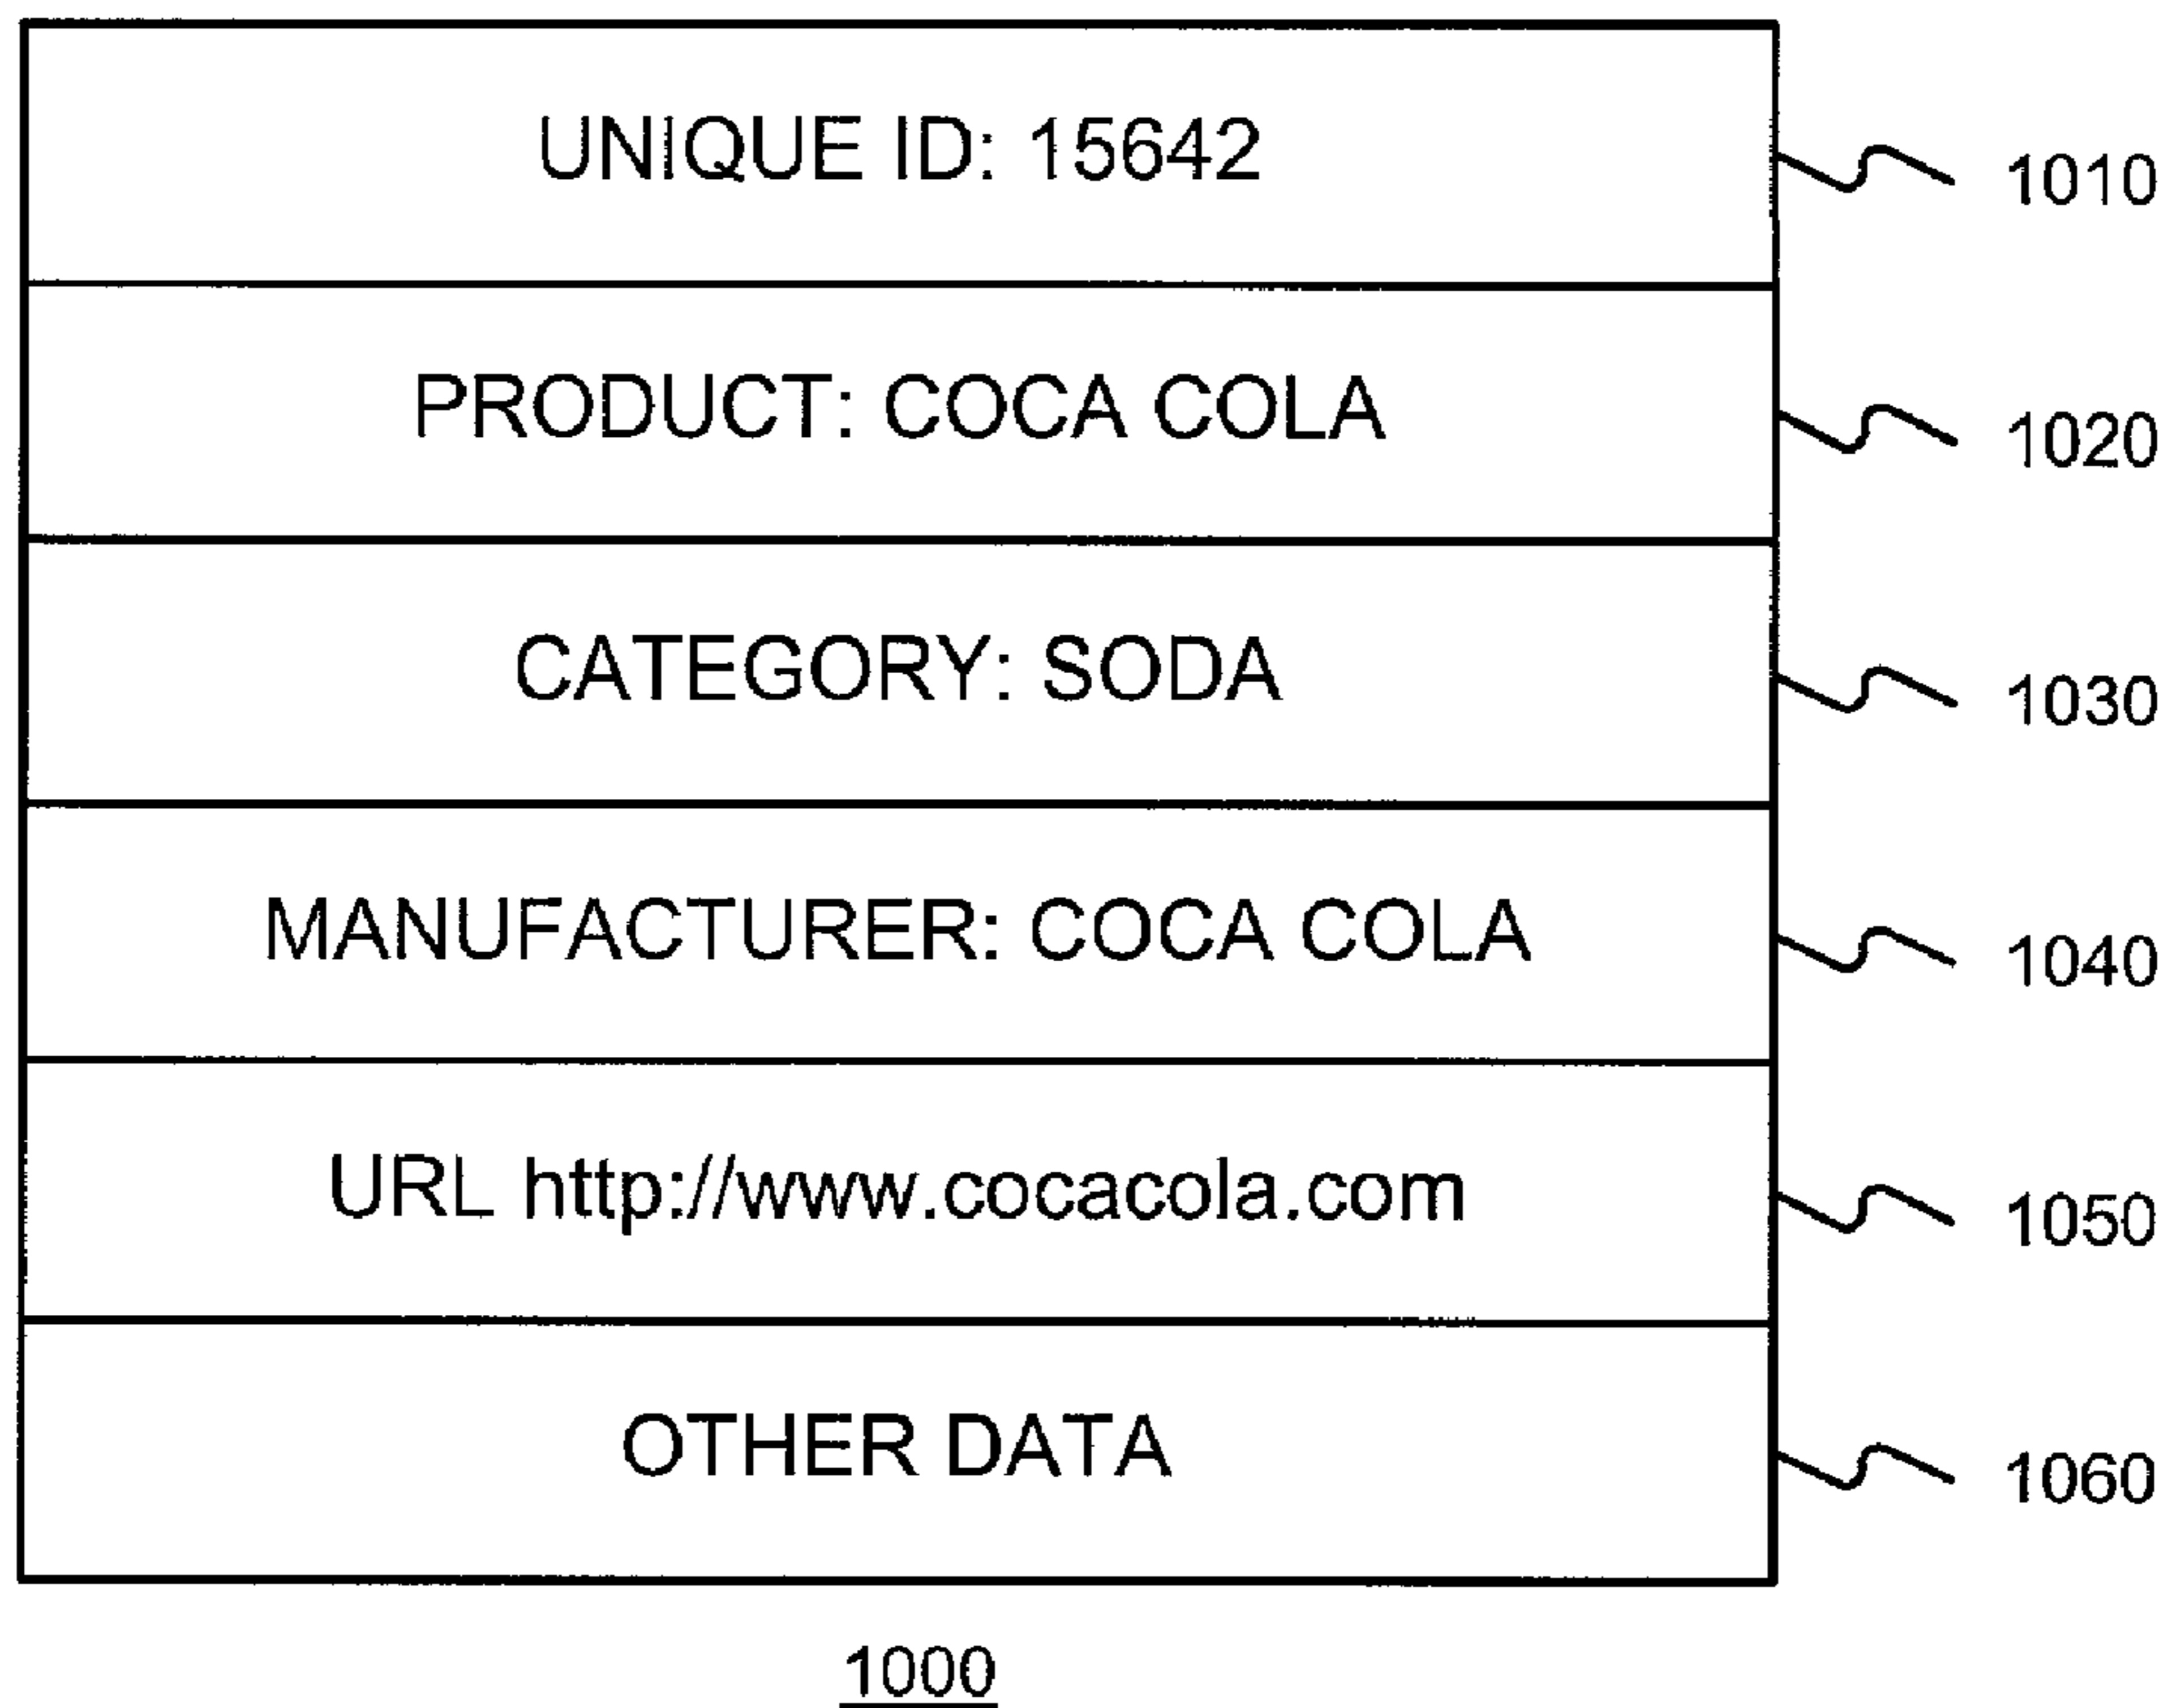 UNIQUE ID: 15642
1010
PRODUCT: COCA COLA
1020
CATEGORY: SODA
1030
MANUFACTURER: COCA COLA
1040
URL http://www.cocacola.com
1050
OTHER DATA
1060
1000